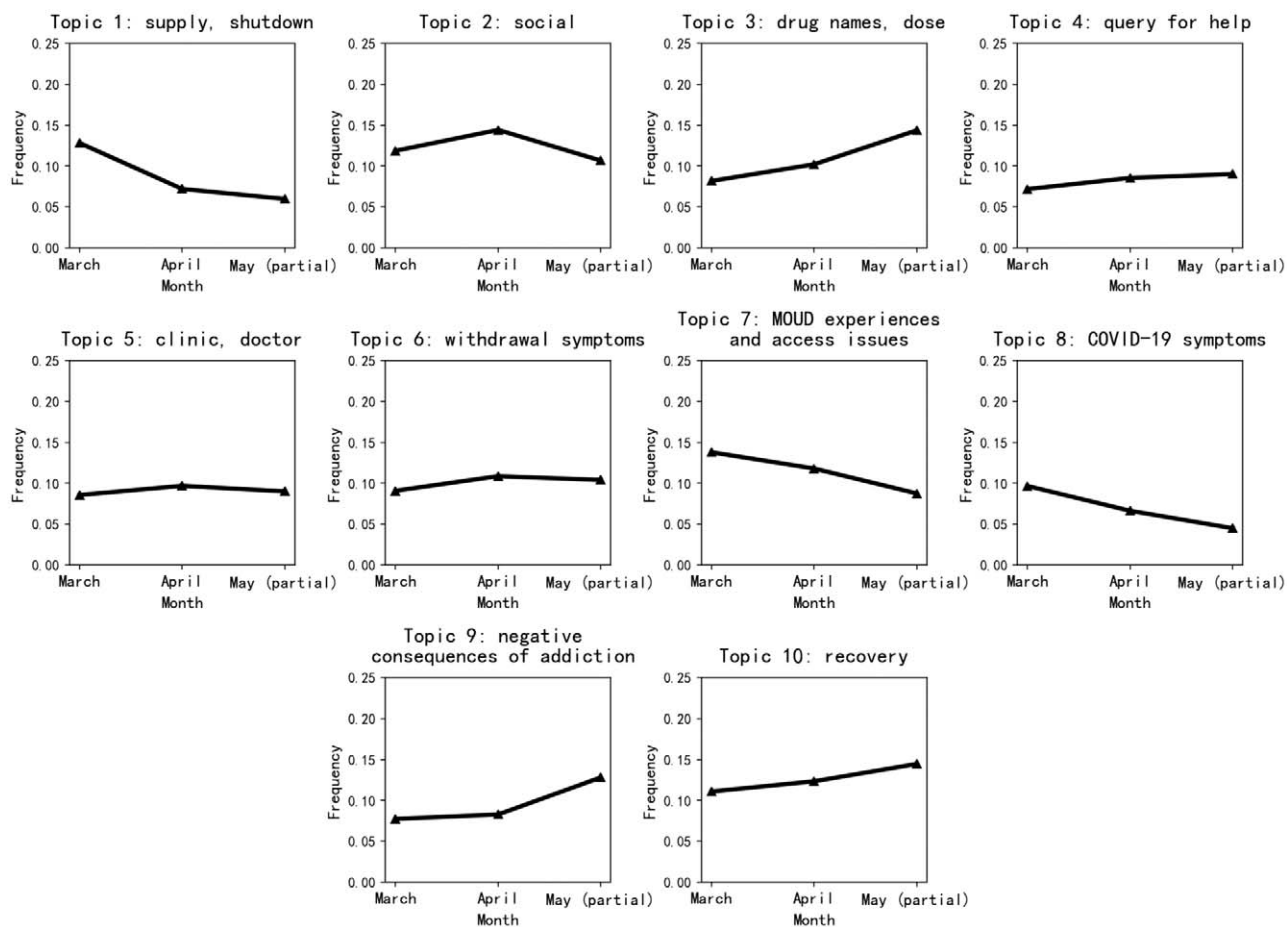 Topic 1: supply, shutdown
0.25
0.20
0.15
0.10
0.05
0.00
Frequency
March
April
May (partial)
Month
Topic 2: social
0.25
0.20
0.15
0.10
0.05
0.00
Frequency
March
April
May (partial)
Month
Topic 3: drug names, dose
0.25
0.20
0.15
0.10
0.05
0.00
Frequency
March
April
May (partial)
Month
Topic 4: query for help
0.25
0.20
0.15
0.10
0.05
0.00
Frequency
March
April
May (partial)
Month
Topic 5: clinic, doctor
0.25
0.20
0.15
0.10
0.05
0.00
Frequency
March
April
May (partial)
Month
Topic 6: withdrawal symptoms
0.25
0.20
0.15
0.10
0.05
0.00
Frequency
March
April
May (partial)
Month
Topic 7: MOUD experiences
and access issues
0.25
0.20
0.15
0.10
0.05
0.00
Frequency
March
April
May (partial)
Month
Topic 8: COVID-19 symptoms
0.25
0.20
0.15
0.10
0.05
0.00
Frequency
March
April
May (partial)
Month
Topic 9: negative
consequences of addiction
0.25
0.20
0.15
0.10
0.05
0.00
Frequency
March
April
May (partial)
Month
Topic 10: recovery
0.25
0.20
0.15
0.10
0.05
0.00
Frequency
March
April
May (partial)
Month